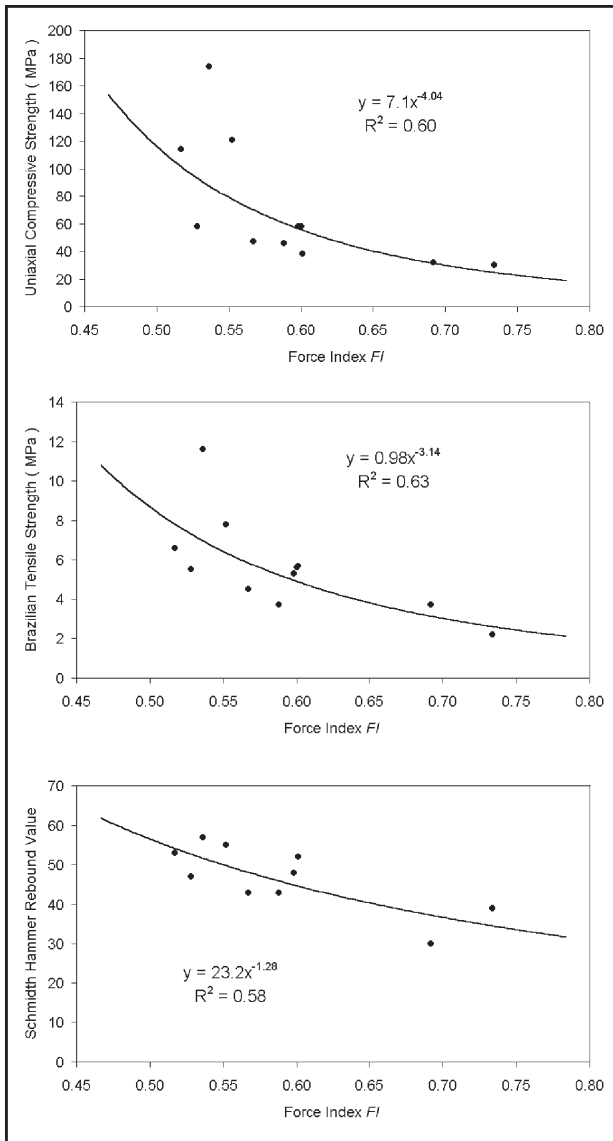 Uniaxial Compressive Strength ( MPa )
200
180
160
140
120
100
80
60
40
20
0
y = 7.1x^-4.04
R² = 0.60
0.45 0.50 0.55 0.60 0.65 0.70 0.75 0.80
Force Index FI
Brazilian Tensile Strength ( MPa )
14
12
10
8
6
4
2
0
y = 0.98x^-3.14
R² = 0.63
0.45 0.50 0.55 0.60 0.65 0.70 0.75 0.80
Force Index FI
Schmidth Hammer Rebound Value
70
60
50
40
30
20
10
0
y = 23.2x^-1.28
R² = 0.58
0.45 0.50 0.55 0.60 0.65 0.70 0.75 0.80
Force Index FI